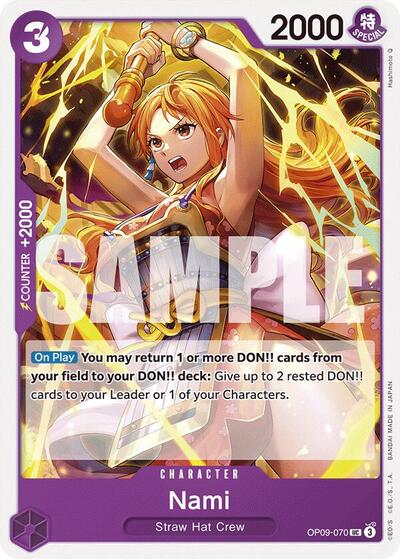 3
2000
特
SPECIAL
Hashimoto Q
COUNTER +2000
SAMPLE
On Play You may return 1 or more DON!! cards from
your field to your DON!! deck: Give up to 2 rested DON!!
cards to your Leader or 1 of your Characters.
CHARACTER
Nami
Straw Hat Crew
OP09-070 UC 3
©E.O./S. ©E.O./S., T.A. BANDAI MADE IN JAPAN